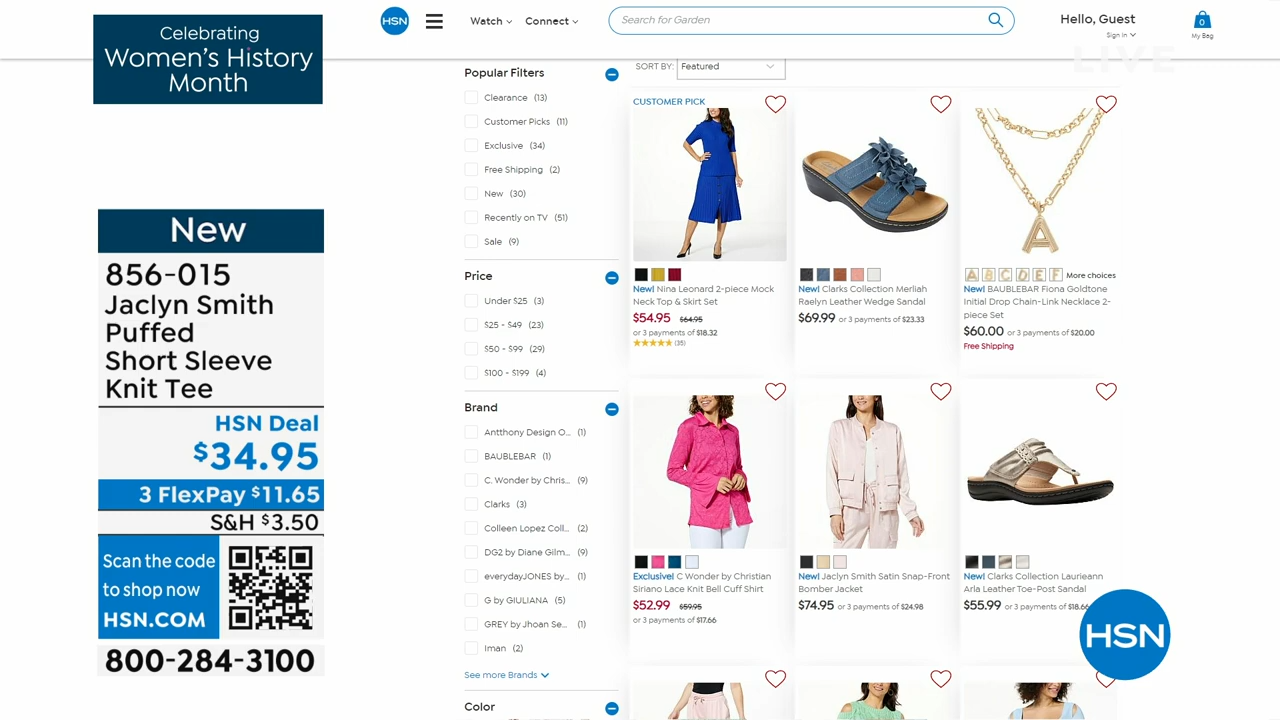 Celebrating
Women's History
Month
New
856-015
Jaclyn Smith
Puffed
Short Sleeve
Knit Tee
HSN Deal
$34.95
3 FlexPay $11.65
S&H $3.50
Scan the code
to shop now
HSN.COM
800-284-3100
HSN
Watch
Connect
Search for Garden
Hello, Guest
Sign In
0
My Bag
LIVE
Popular Filters
Clearance (13)
Customer Picks (11)
Exclusive (34)
Free Shipping (2)
New (30)
Recently on TV (51)
Sale (9)
Price
Under $25 (3)
$25 - $49 (23)
$50 - $99 (29)
$100 - $199 (4)
Brand
Antthony Design O... (1)
BAUBLEBAR (1)
C. Wonder by Chris... (9)
Clarks (3)
Colleen Lopez Coll... (2)
DG2 by Diane Gilm... (9)
everydayJONES by... (1)
G by GIULIANA (5)
GREY by Jhoan Se... (1)
Iman (2)
See more Brands
Color
SORT BY: Featured
CUSTOMER PICK
New! Nina Leonard 2-piece Mock
Neck Top & Skirt Set
$54.95 $64.95
or 3 payments of $18.32
(35)
New! Clarks Collection Merliah
Raelyn Leather Wedge Sandal
$69.99 or 3 payments of $23.33
A
A B C D E F More choices
New! BAUBLEBAR Fiona Goldtone
Initial Drop Chain-Link Necklace 2-
piece Set
$60.00 or 3 payments of $20.00
Free Shipping
Exclusive! C Wonder by Christian
Siriano Lace Knit Bell Cuff Shirt
$52.99 $59.95
or 3 payments of $17.66
New! Jaclyn Smith Satin Snap-Front
Bomber Jacket
$74.95 or 3 payments of $24.98
New! Clarks Collection Laurieann
Arla Leather Toe-Post Sandal
$55.99 or 3 payments of $18.66
HSN